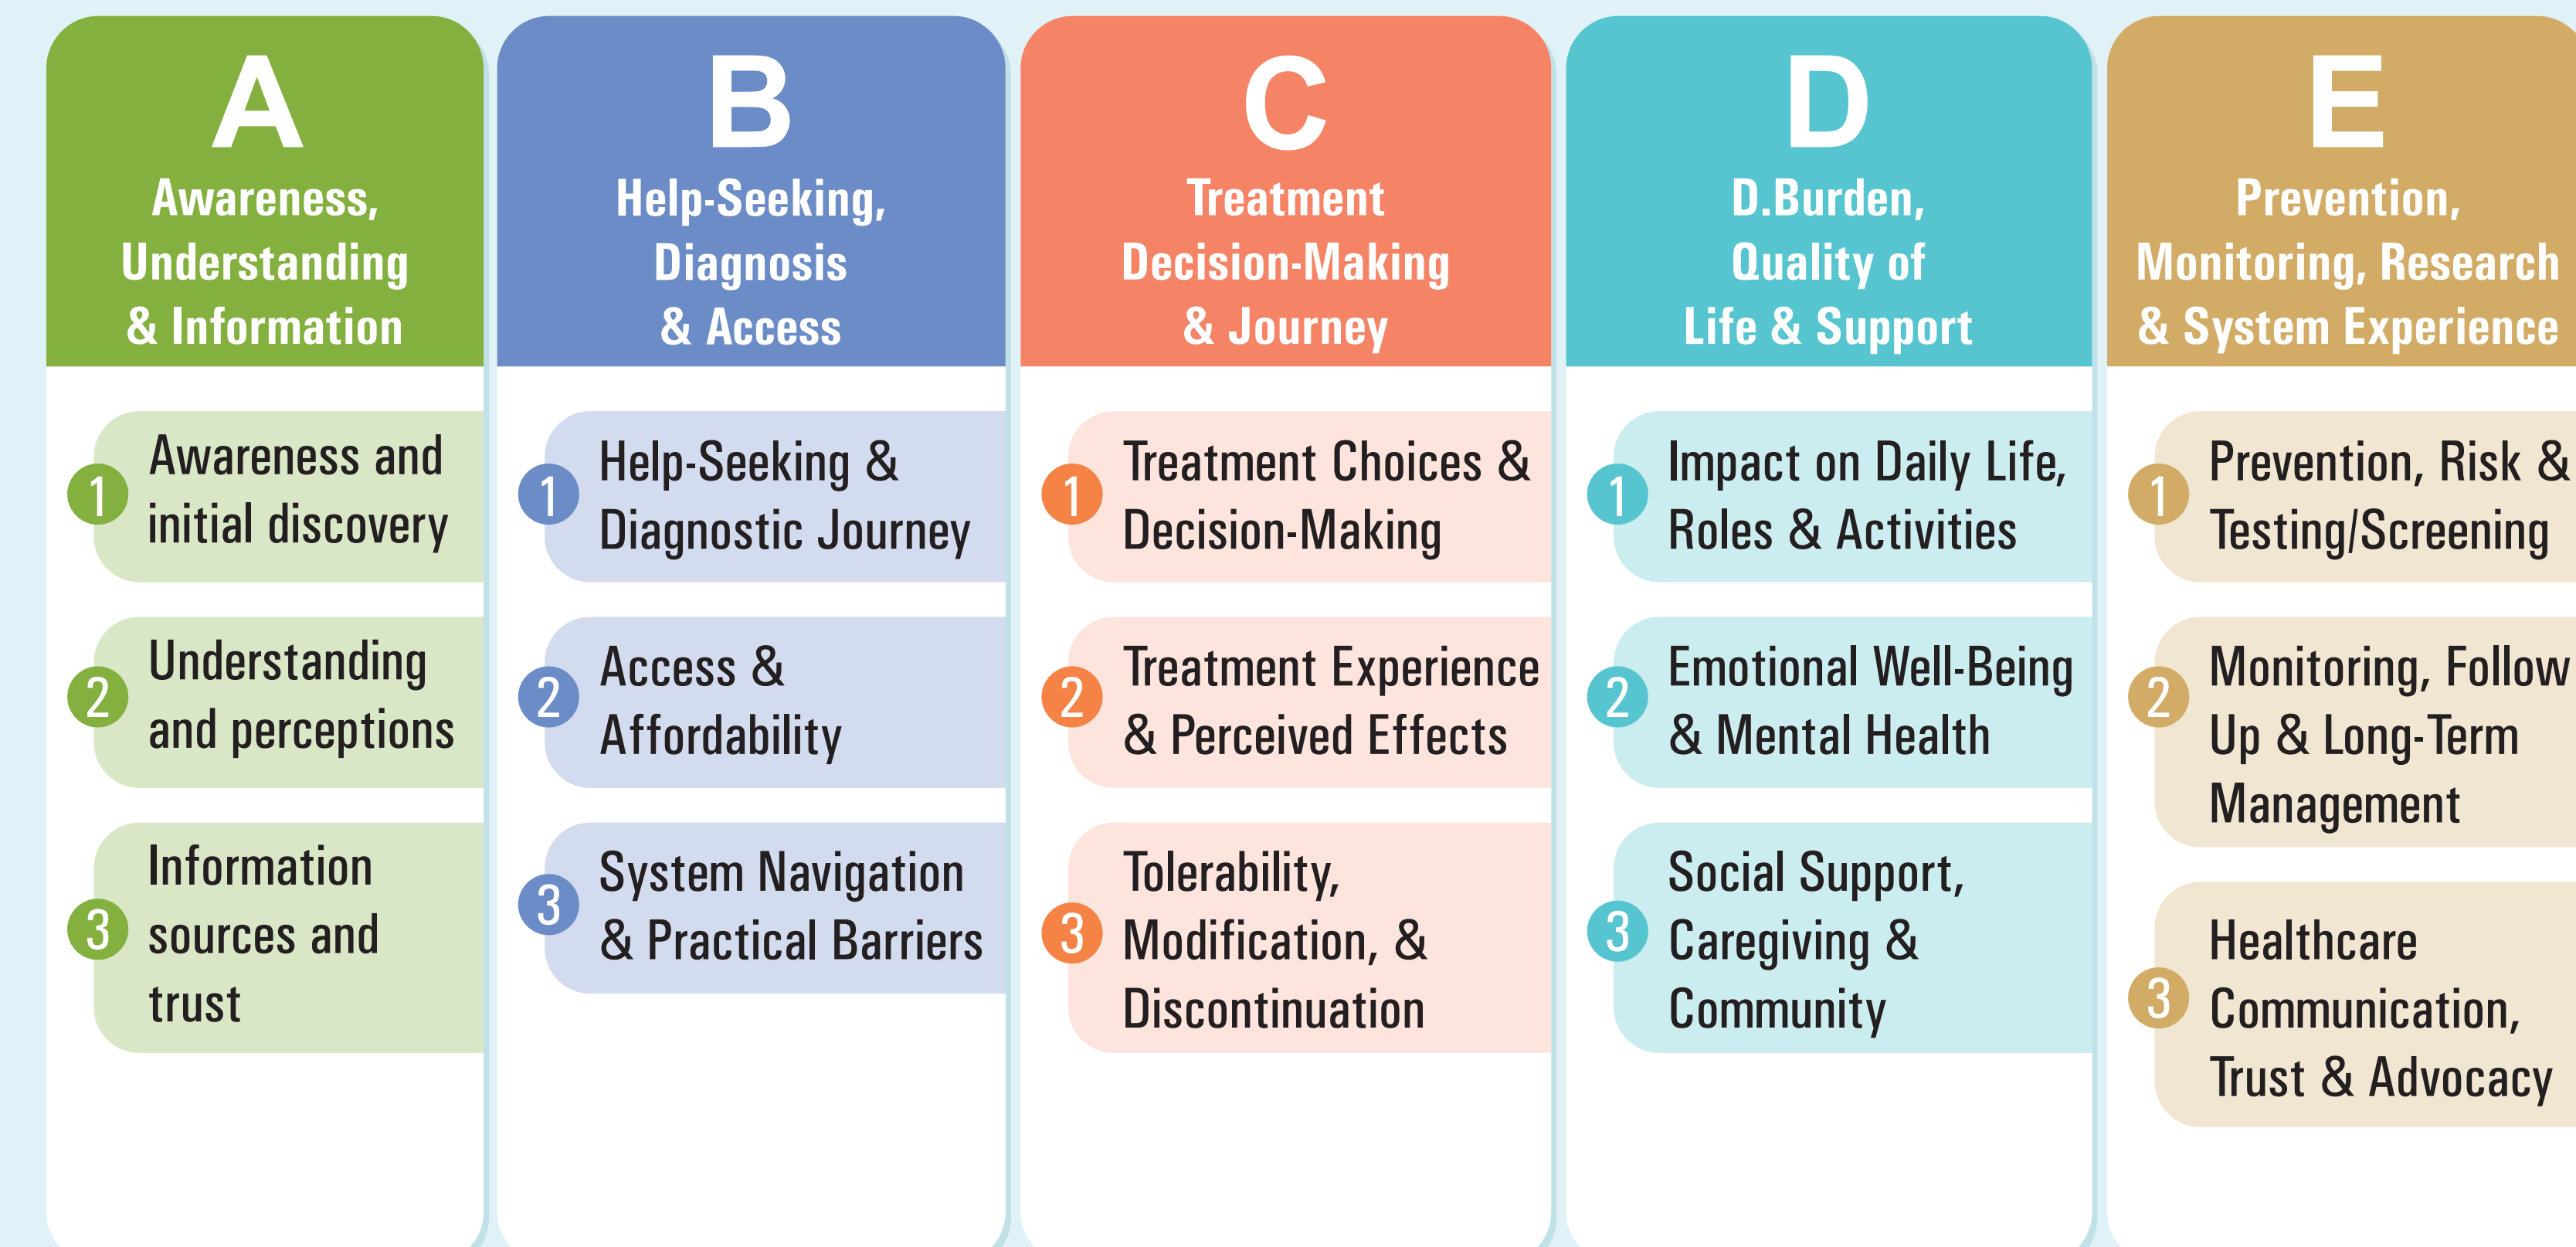 A
Awareness,
Understanding
& Information
1
Awareness and
initial discovery
2
Understanding
and perceptions
3
Information
sources and
trust
B
Help-Seeking,
Diagnosis
& Access
1
Help-Seeking &
Diagnostic Journey
2
Access &
Affordability
3
System Navigation
& Practical Barriers
C
Treatment
Decision-Making
& Journey
1
Treatment Choices &
Decision-Making
2
Treatment Experience
& Perceived Effects
3
Tolerability,
Modification, &
Discontinuation
D
D.Burden,
Quality of
Life & Support
1
Impact on Daily Life,
Roles & Activities
2
Emotional Well-Being
& Mental Health
3
Social Support,
Caregiving &
Community
E
Prevention,
Monitoring, Research
& System Experience
1
Prevention, Risk &
Testing/Screening
2
Monitoring, Follow
Up & Long-Term
Management
3
Healthcare
Communication,
Trust & Advocacy